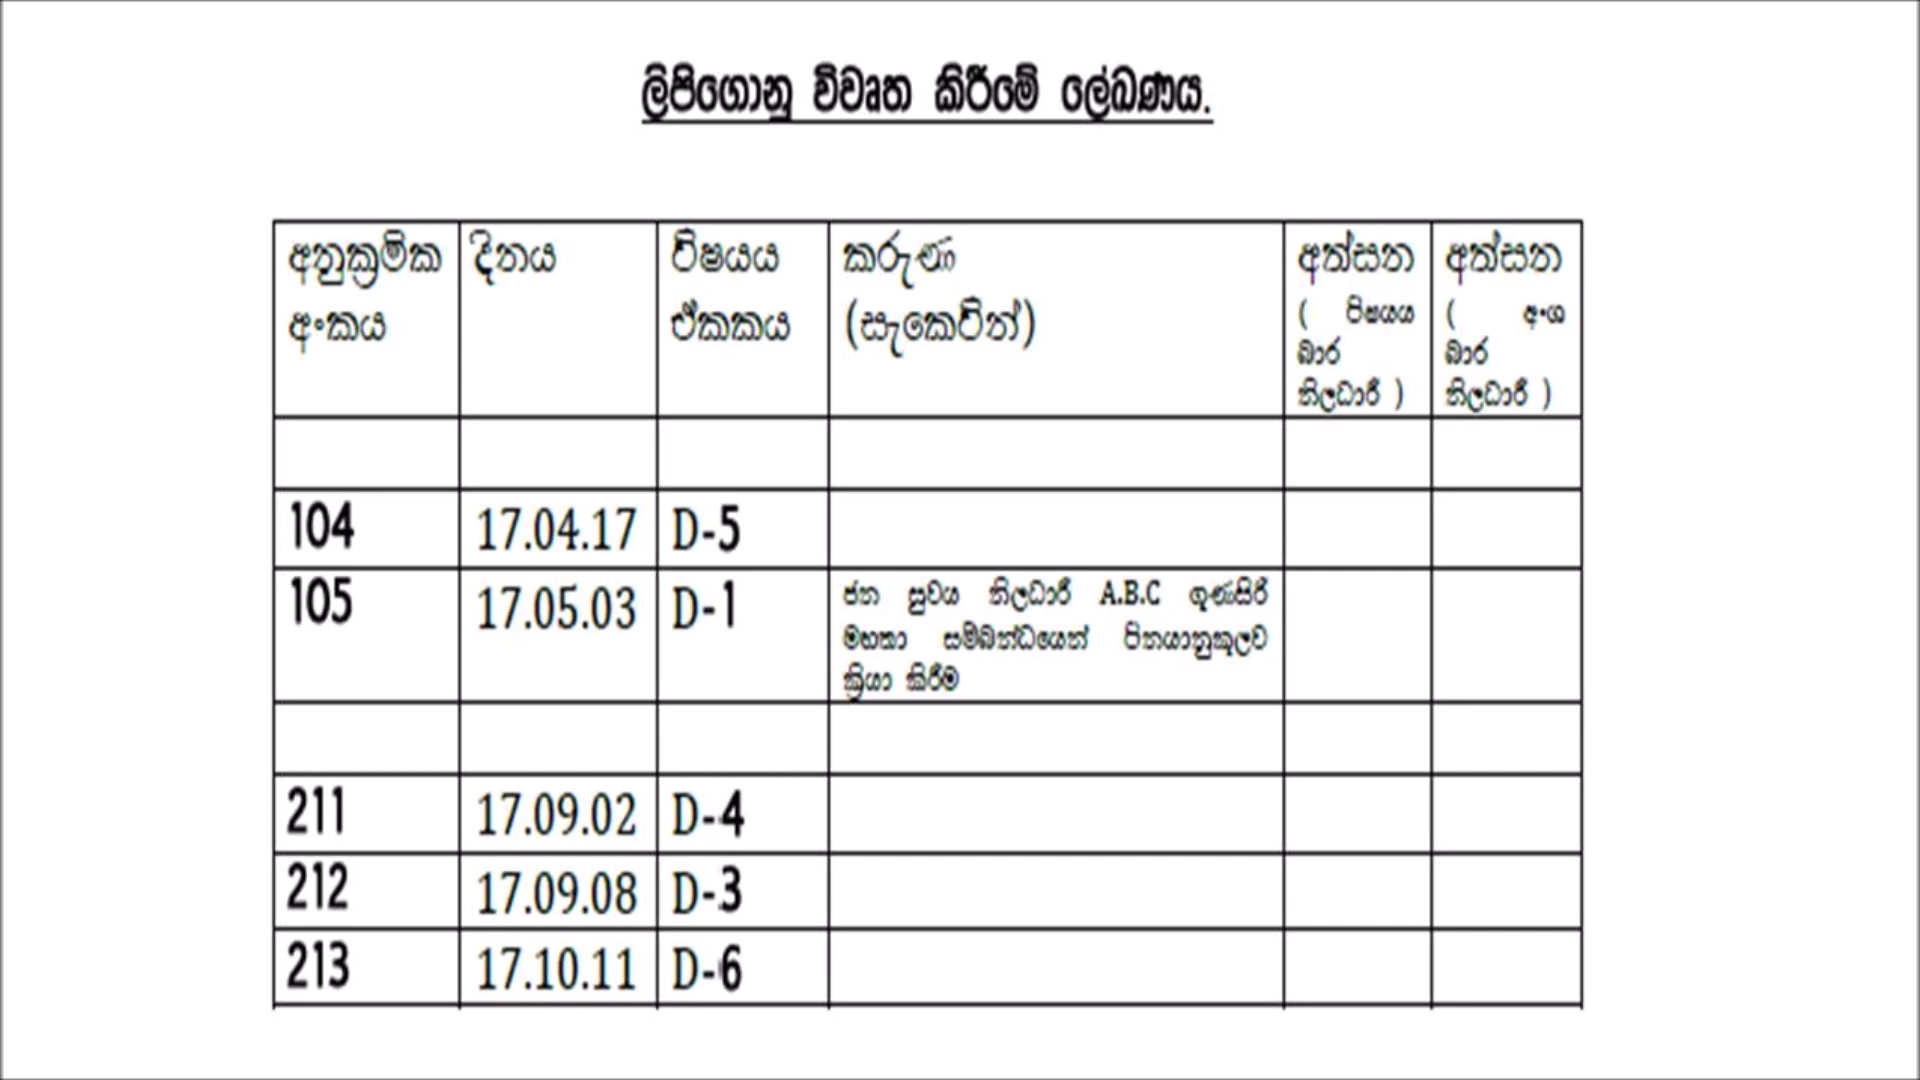 ලිපිගොනු විවෘත කිරීමේ ලේඛණය.
අනුක්‍රමික අංකය
දිනය
විෂයය ඒකකය
කරුණ (සැකෙවින්)
අත්සන ( විෂයය බාර නිලධාරී )
අත්සන ( අංශ බාර නිලධාරී )
104 17.04.17 D-5
105 17.05.03 D-1
ජන සුවය නිලධාරී A.B.C ගුණසිරි
මහතා සම්බන්ධයෙන් විනයානුකූලව
ක්‍රියා කිරීම
211 17.09.02 D-4
212 17.09.08 D-3
213 17.10.11 D-6